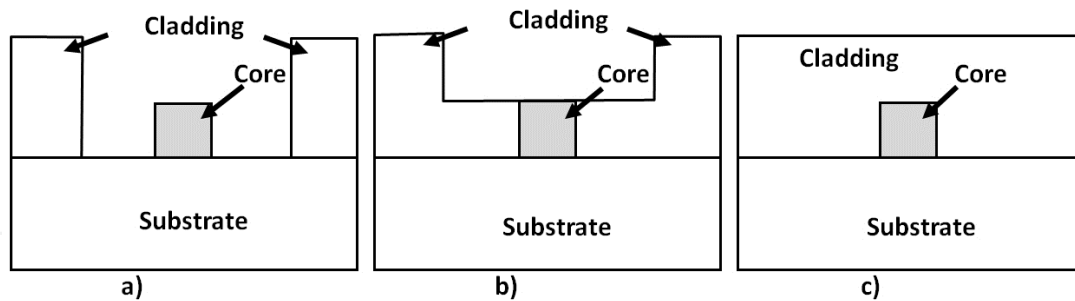 Cladding
Core
Substrate
a)
Cladding
Core
Substrate
b)
Cladding
Core
Substrate
c)